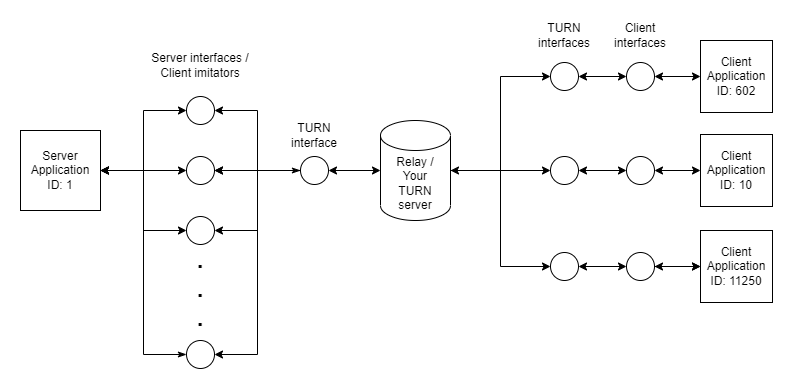 Server interfaces /
Client imitators
TURN
interface
Server
Application
ID: 1
Relay /
Your
TURN
server
TURN
interfaces
Client
interfaces
Client
Application
ID: 602
Client
Application
ID: 10
Client
Application
ID: 11250